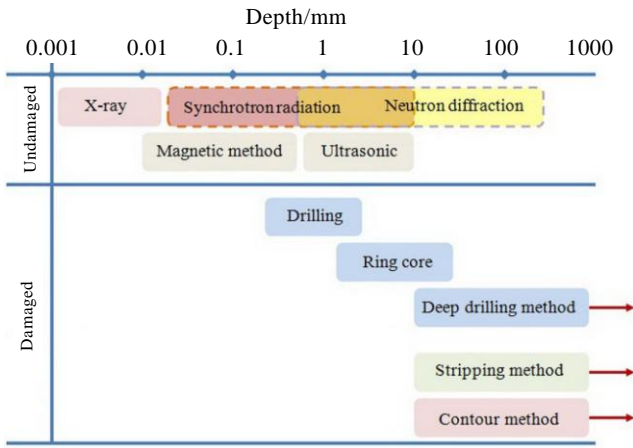 Depth/mm
0.001 0.01 0.1 1 10 100 1000
Undamaged
X-ray
Synchrotron radiation
Neutron diffraction
Magnetic method
Ultrasonic
Damaged
Drilling
Ring core
Deep drilling method
Stripping method
Contour method